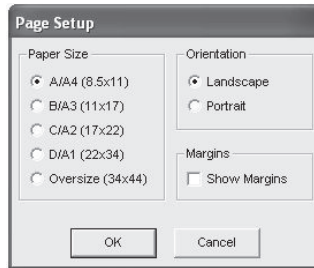 Page Setup
Paper Size
A/A4 (8.5x11)
B/A3 (11x17)
C/A2 (17x22)
D/A1 (22x34)
Oversize (34x44)
Orientation
Landscape
Portrait
Margins
Show Margins
OK
Cancel